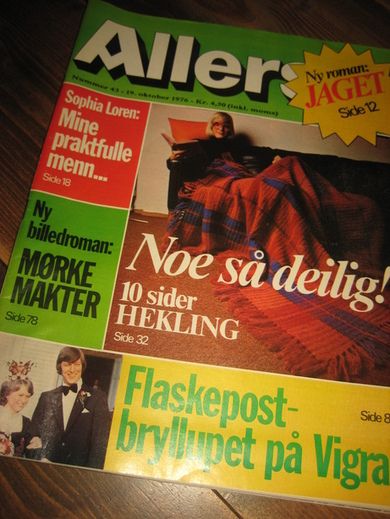 Allers
Nummer 43 - 19. oktober 1976 - Kr. 4,50 (inkl. moms)
Ny roman:
JAGET
Side 12
Sophia Loren:
Mine
praktfulle
menn...
Side 18
Ny
billedroman:
MØRKE
MAKTER
Side 78
Noe så deilig!
10 sider
HEKLING
Side 32
Flaskepost-
bryllupet på Vigra
Side 8